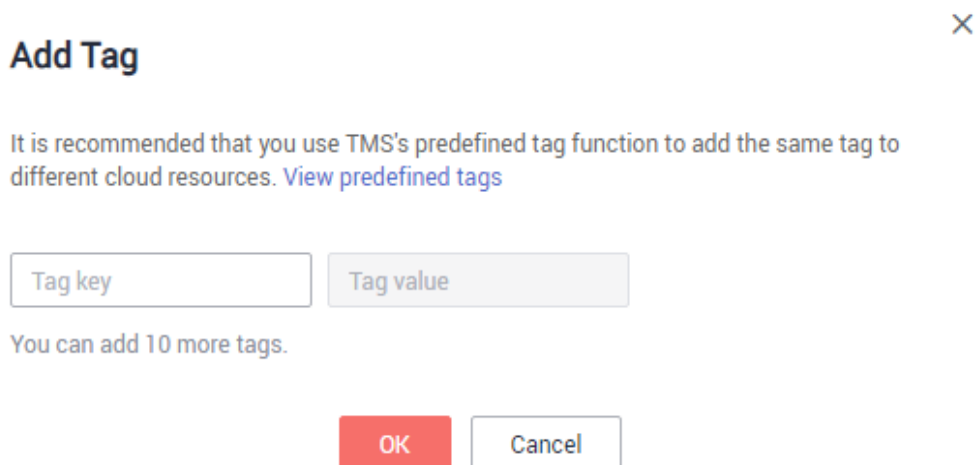 Add Tag
It is recommended that you use TMS's predefined tag function to add the same tag to
different cloud resources. View predefined tags
Tag key Tag value
You can add 10 more tags.
OK Cancel